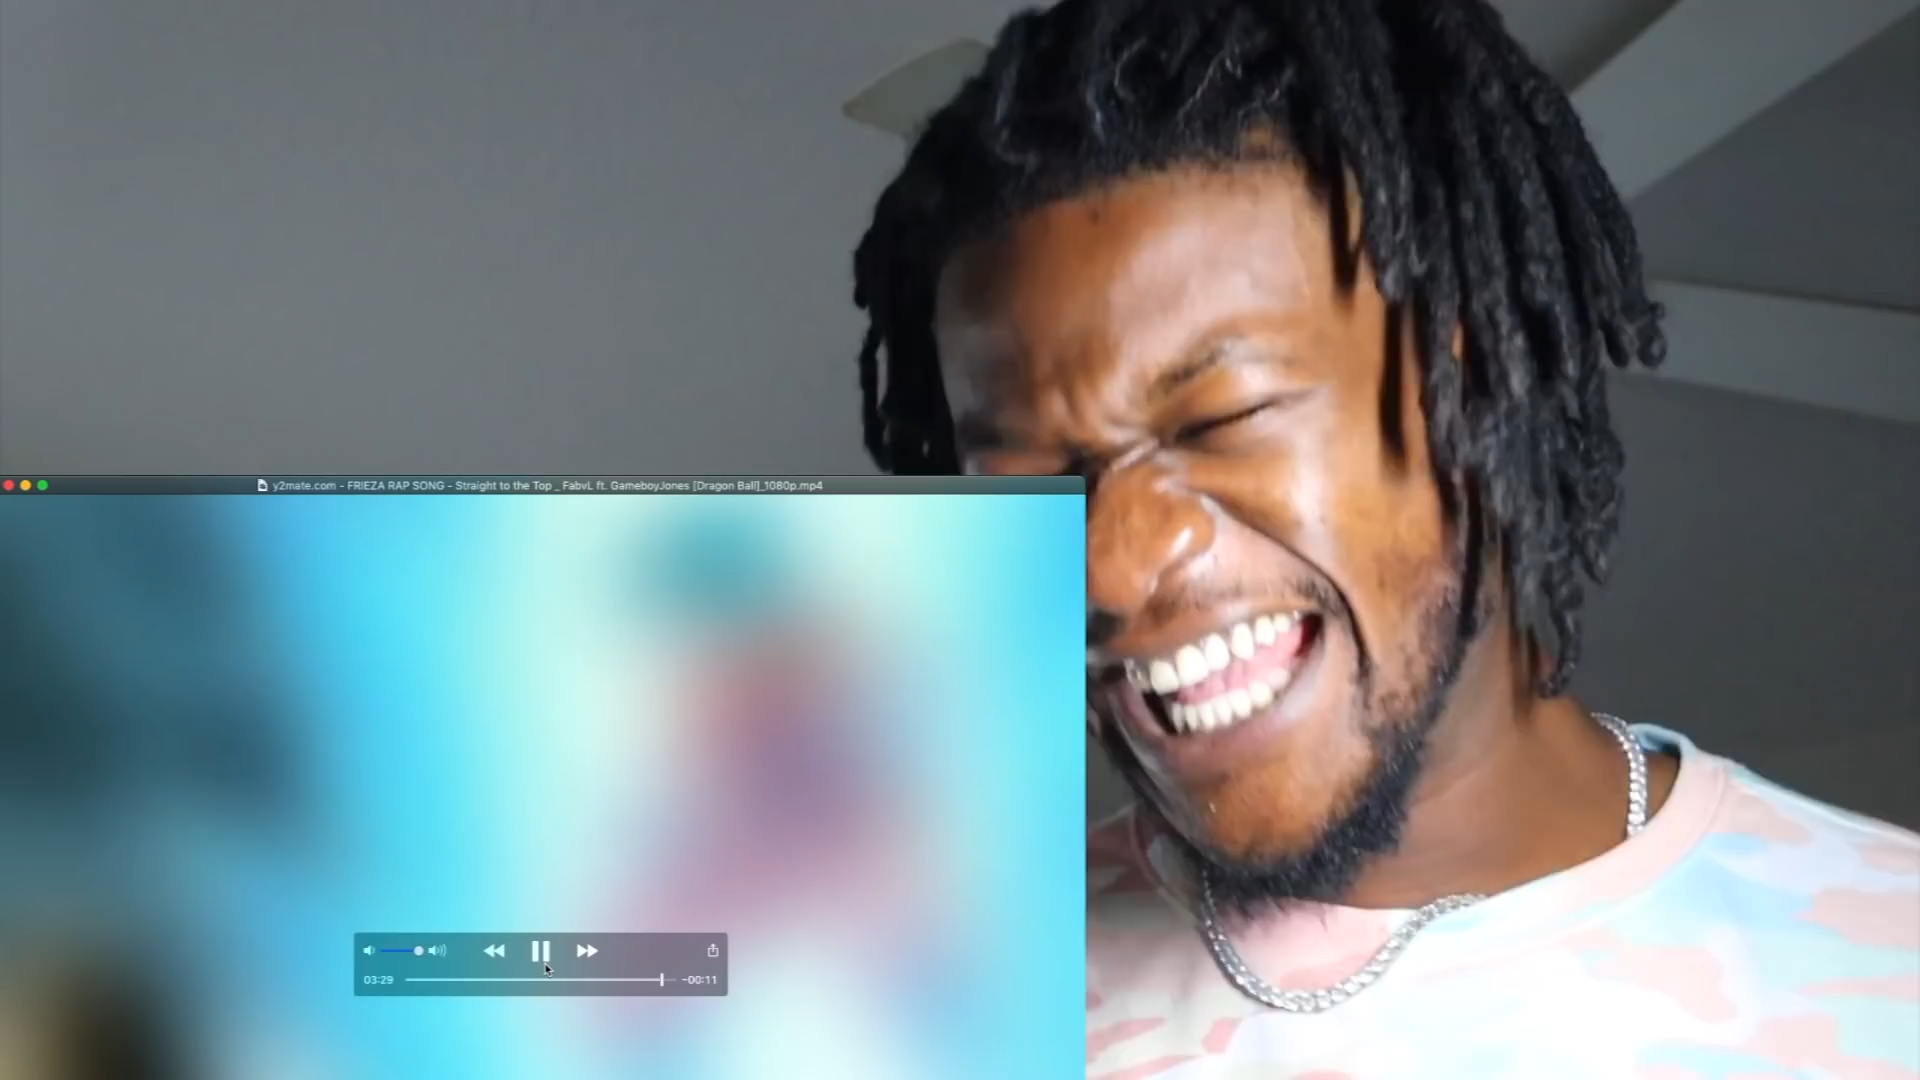 y2mate.com - FRIEZA RAP SONG - Straight to the Top _ FabvL ft. GameboyJones [Dragon Ball]_1080p.mp4
03:29
-00:11